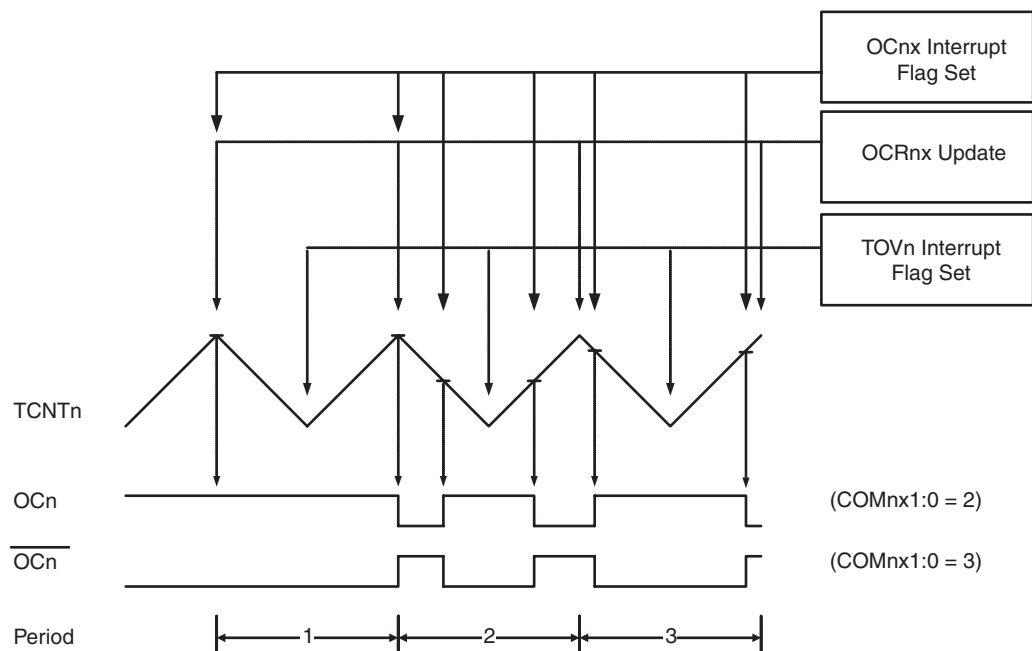 OCnx Interrupt
Flag Set
OCRnx Update
TOVn Interrupt
Flag Set
TCNTn
OCn
(COMnx1:0 = 2)
OCn
(COMnx1:0 = 3)
Period
1
2
3